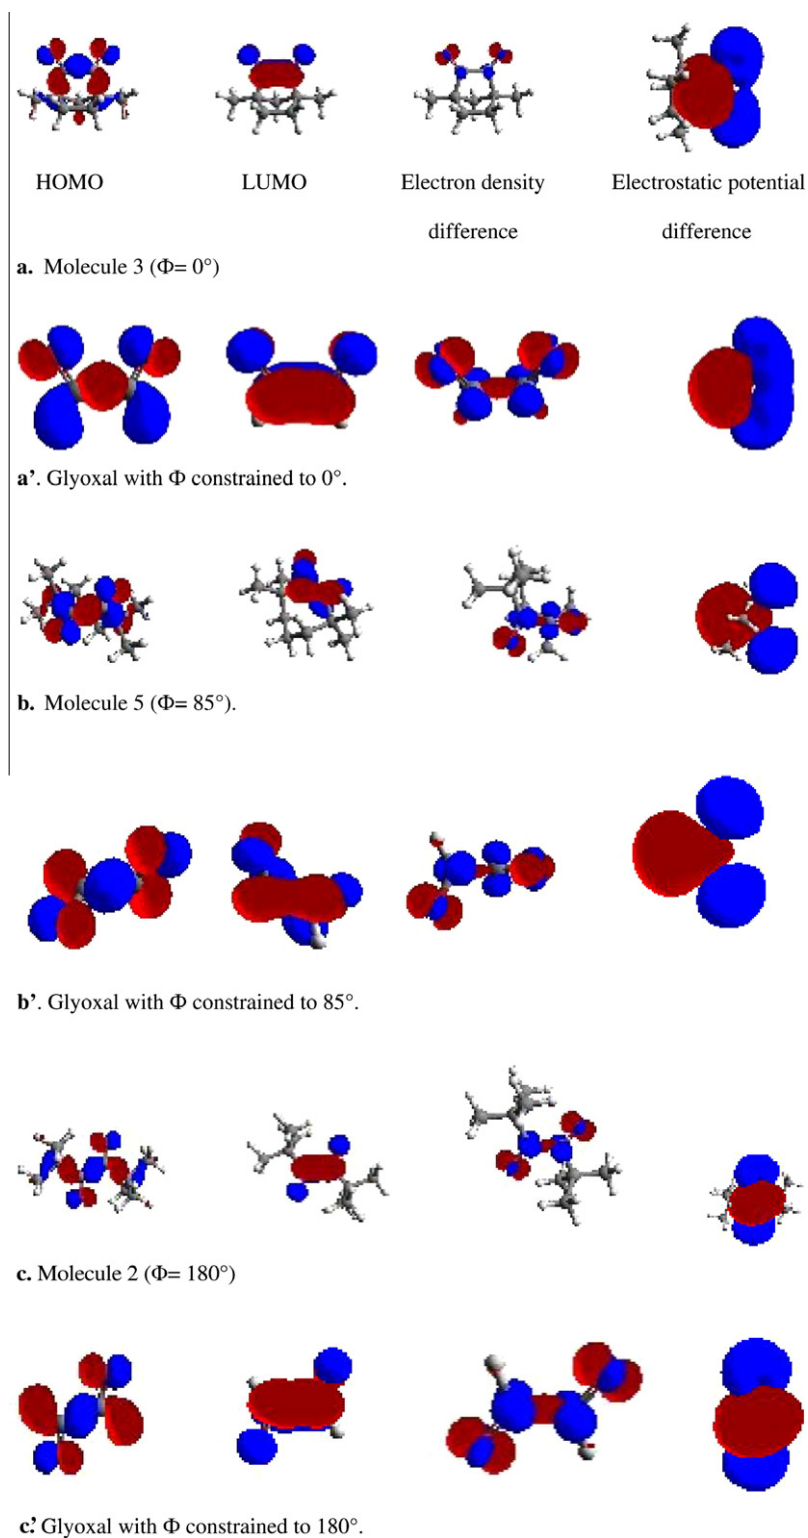 HOMO LUMO Electron density Electrostatic potential
difference difference
a. Molecule 3 (Φ= 0°)
a’. Glyoxal with Φ constrained to 0°.
b. Molecule 5 (Φ= 85°).
b’. Glyoxal with Φ constrained to 85°.
c. Molecule 2 (Φ= 180°)
c.’ Glyoxal with Φ constrained to 180°.